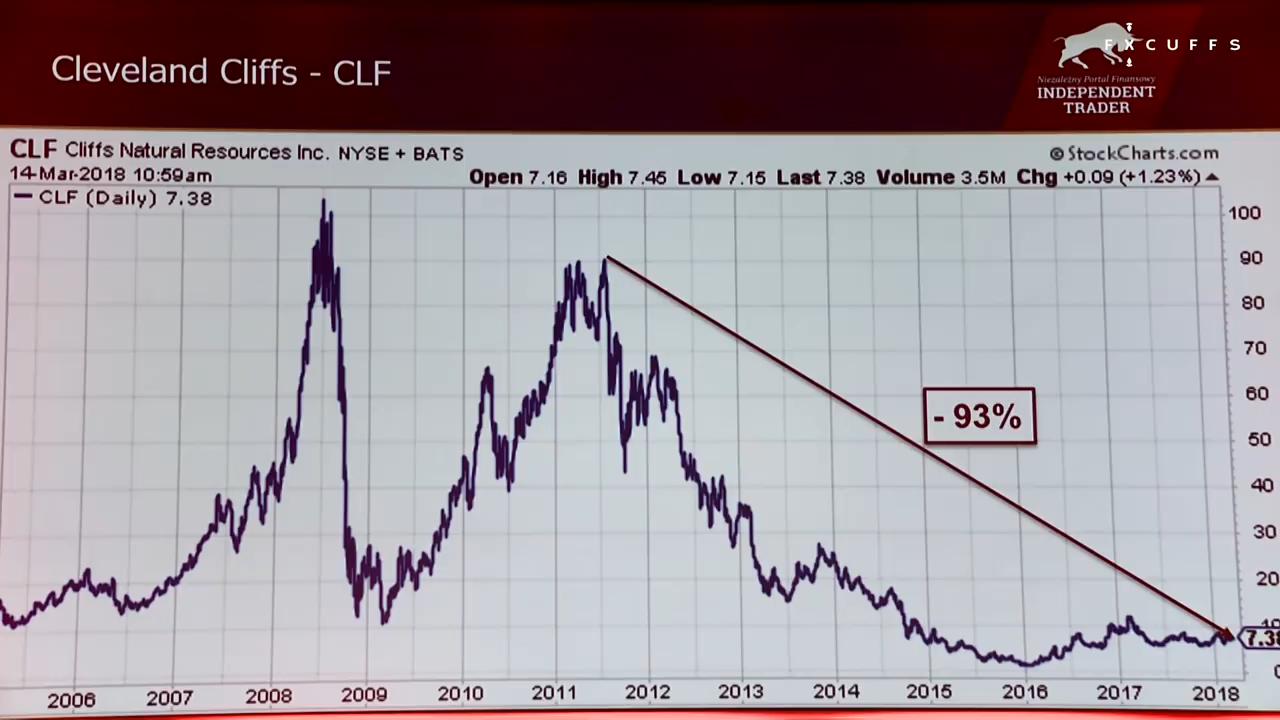 Cleveland Cliffs - CLF
FXCUFFS
Niezależny Portal Finansowy
INDEPENDENT
TRADER
CLF Cliffs Natural Resources Inc. NYSE + BATS
© StockCharts.com
14-Mar-2018 10:59am
Open 7.16 High 7.45 Low 7.15 Last 7.38 Volume 3.5M Chg +0.09 (+1.23%)
CLF (Daily) 7.38
100
90
80
70
60
- 93%
50
40
30
20
10
7.38
0
2006 2007 2008 2009 2010 2011 2012 2013 2014 2015 2016 2017 2018